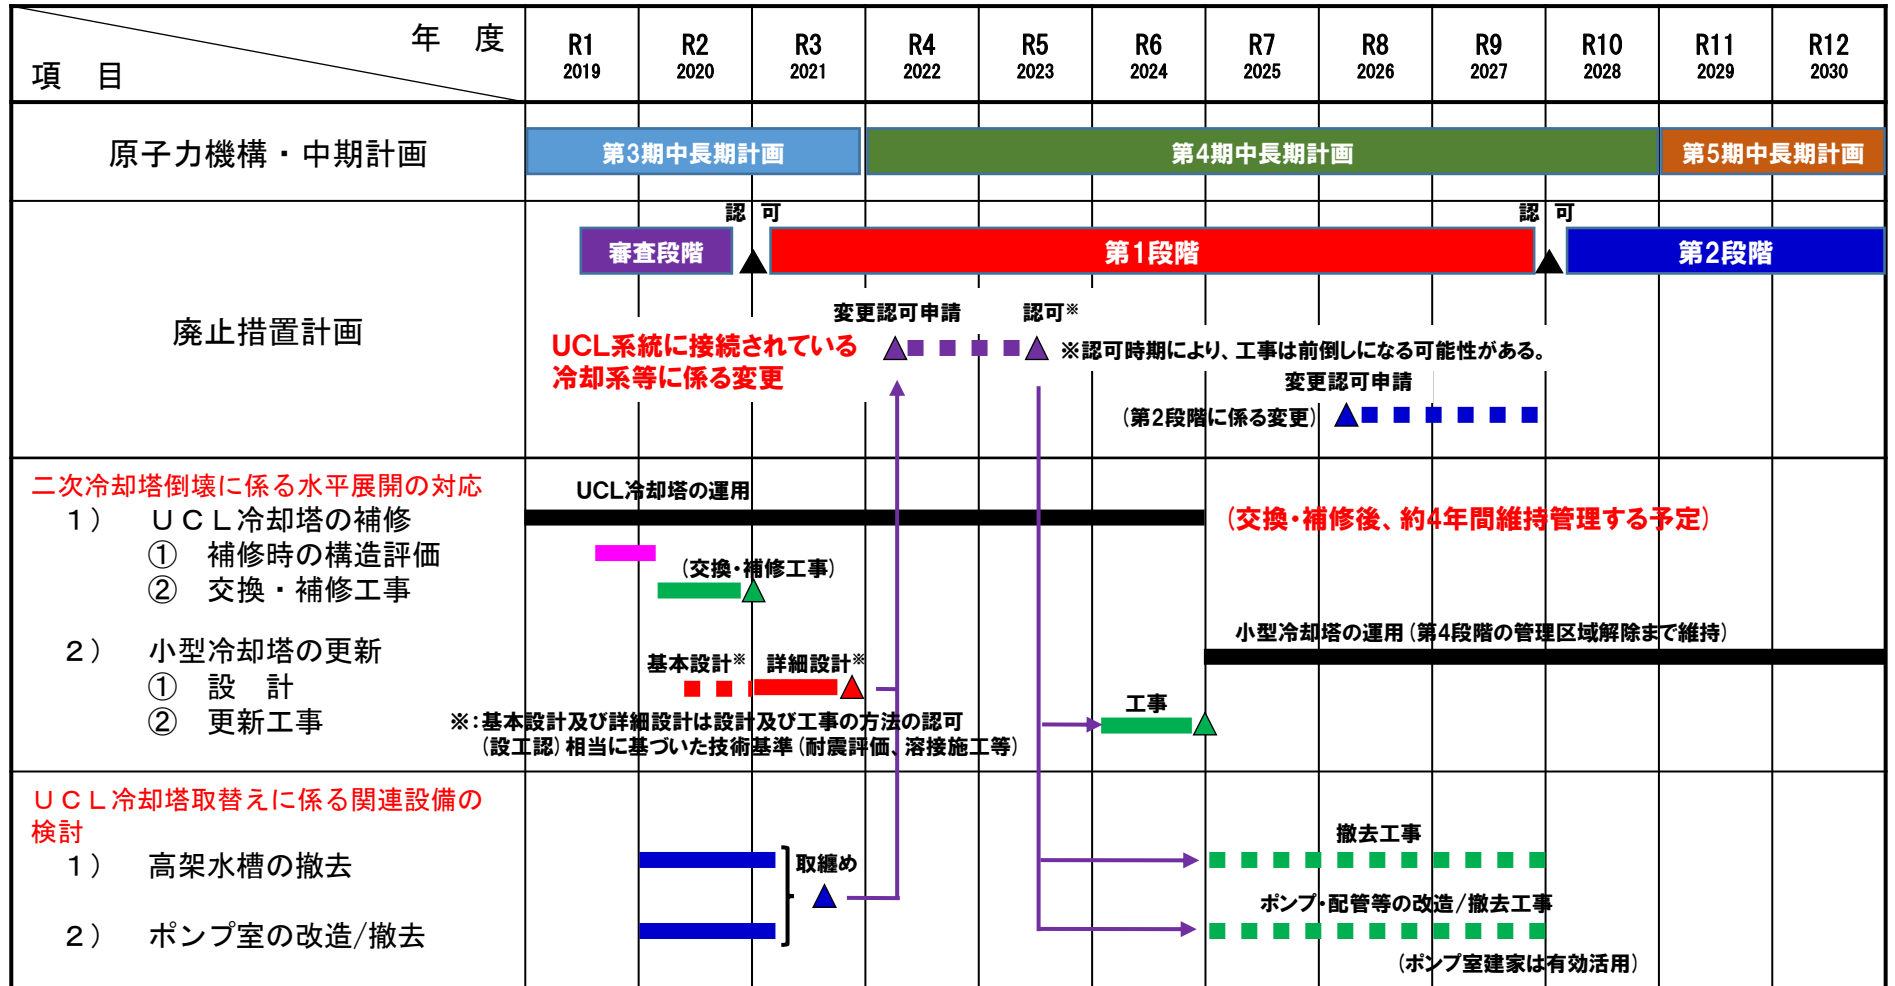 年　度
項　目
R1 R2 R3 R4 R5 R6 R7 R8 R9 R10 R11 R12
2019 2020 2021 2022 2023 2024 2025 2026 2027 2028 2029 2030
原子力機構・中期計画
第3期中長期計画 第4期中長期計画 第5期中長期計画
廃止措置計画
認 可 認 可
審査段階 第1段階 第2段階
変更認可申請 認可※
UCL系統に接続されている
冷却系等に係る変更
※認可時期により、工事は前倒しになる可能性がある。
変更認可申請
(第2段階に係る変更)
二次冷却塔倒壊に係る水平展開の対応
UCL冷却塔の運用
1）　ＵＣＬ冷却塔の補修
(交換・補修後、約4年間維持管理する予定)
①　補修時の構造評価
(交換・補修工事)
②　交換・補修工事
小型冷却塔の運用(第4段階の管理区域解除まで維持)
2）　小型冷却塔の更新
基本設計※ 詳細設計※
①　設　計
工事
②　更新工事
※:基本設計及び詳細設計は設計及び工事の方法の認可
(設工認)相当に基づいた技術基準(耐震評価、溶接施工等)
ＵＣＬ冷却塔取替えに係る関連設備の
検討
撤去工事
1）　高架水槽の撤去
取纏め
ポンプ・配管等の改造/撤去工事
2）　ポンプ室の改造/撤去
(ポンプ室建家は有効活用)